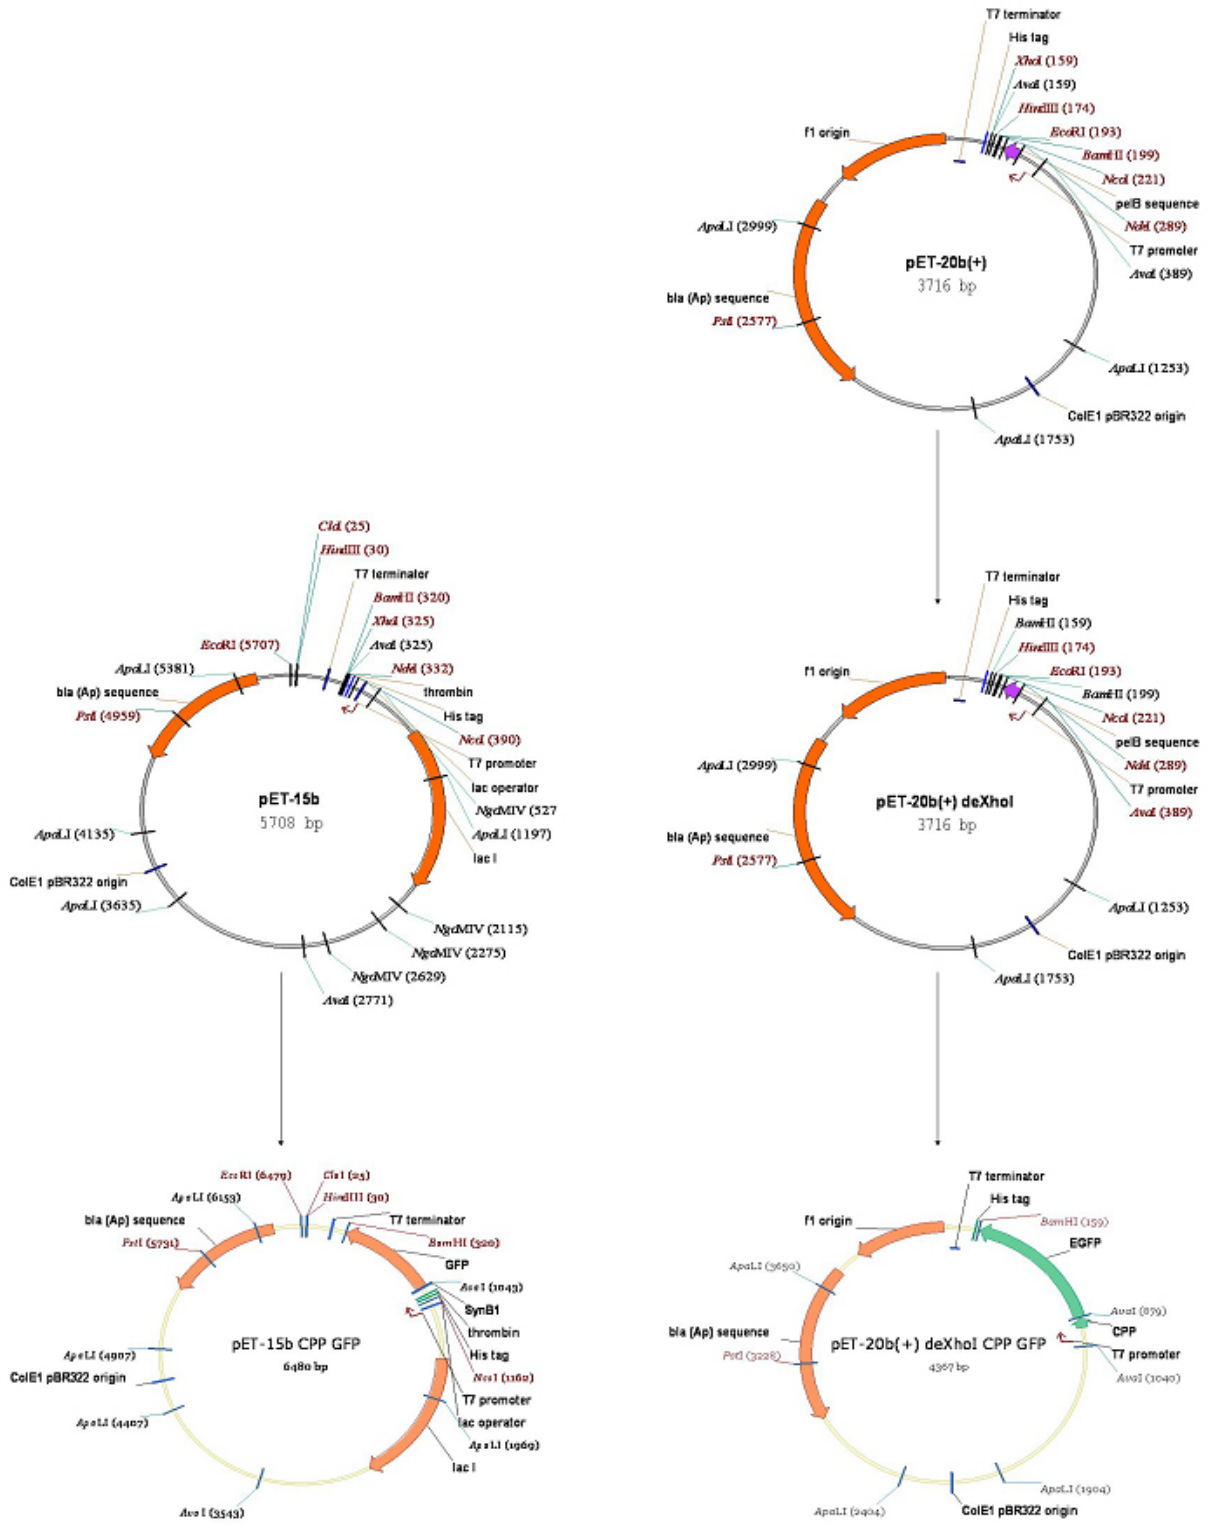 T7 terminator
His tag
XhoI (159)
AvaI (159)
HindIII (174)
EcoRI (193)
BamHI (199)
NcoI (221)
pelB sequence
NdeI (289)
T7 promoter
AvaI (389)
f1 origin
ApaLI (2999)
pET-20b(+)
3716 bp
bla (Ap) sequence
PstI (2577)
ApaLI (1253)
ColE1 pBR322 origin
ApaLI (1753)
ClaI (25)
HindIII (30)
T7 terminator
BamHI (320)
XhoI (325)
AvaI (325)
EcoRI (5707)
NdeI (332)
ApaLI (5381)
thrombin
bla (Ap) sequence
His tag
PstI (4959)
NcoI (390)
T7 promoter
lac operator
pET-15b
5708 bp
NgoMIV (527
ApaLI (1197)
ApaLI (4135)
lac I
ColE1 pBR322 origin
ApaLI (3635)
NgoMIV (2115)
NgoMIV (2275)
NgoMIV (2629)
AvaI (2771)
T7 terminator
His tag
BamHI (159)
HindIII (174)
EcoRI (193)
BamHI (199)
NcoI (221)
pelB sequence
NdeI (289)
T7 promoter
AvaI (389)
f1 origin
ApaLI (2999)
pET-20b(+) deXhoI
3716 bp
bla (Ap) sequence
PstI (2577)
ApaLI (1253)
ColE1 pBR322 origin
ApaLI (1753)
EcoRI (6479)
ClaI (25)
HindIII (30)
ApaLI (6153)
T7 terminator
bla (Ap) sequence
BamHI (320)
PstI (5731)
GFP
AvaI (1043)
SynB1
thrombin
pET-15b CPP GFP
6480 bp
His tag
ApaLI (4907)
NcoI (1162)
ColE1 pBR322 origin
T7 promoter
ApaLI (4407)
lac operator
ApaLI (1969)
lac I
AvaI (3543)
T7 terminator
His tag
f1 origin
BamHI (159)
EGFP
ApaLI (3650)
AvaI (879)
bla (Ap) sequence
CPP
pET-20b(+) deXhoI CPP GFP
4367 bp
PstI (3228)
T7 promoter
AvaI (1040)
ApaLI (1904)
ApaLI (2404)
ColE1 pBR322 origin